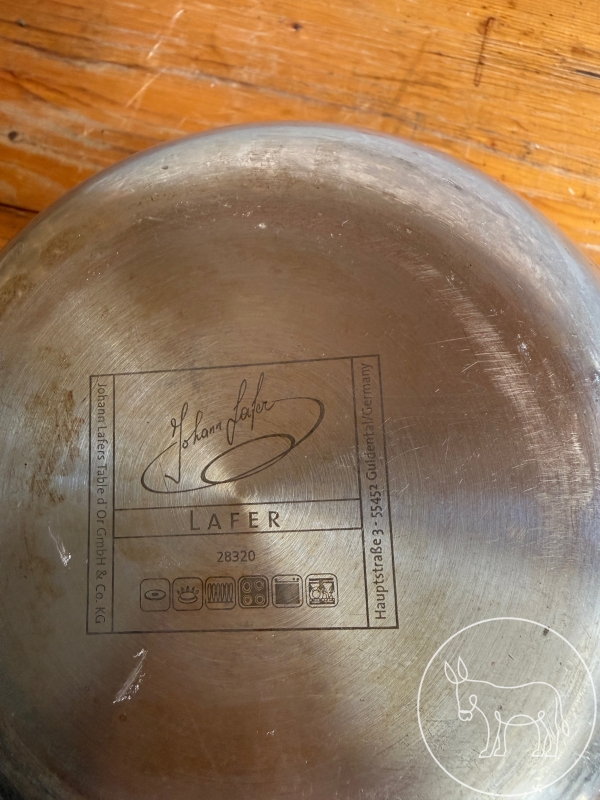 Johann Lafer
LAFER
28320
Johann Lafers Table d'Or GmbH & Co. KG
Hauptstraße 3 - 55452 Guldental/Germany